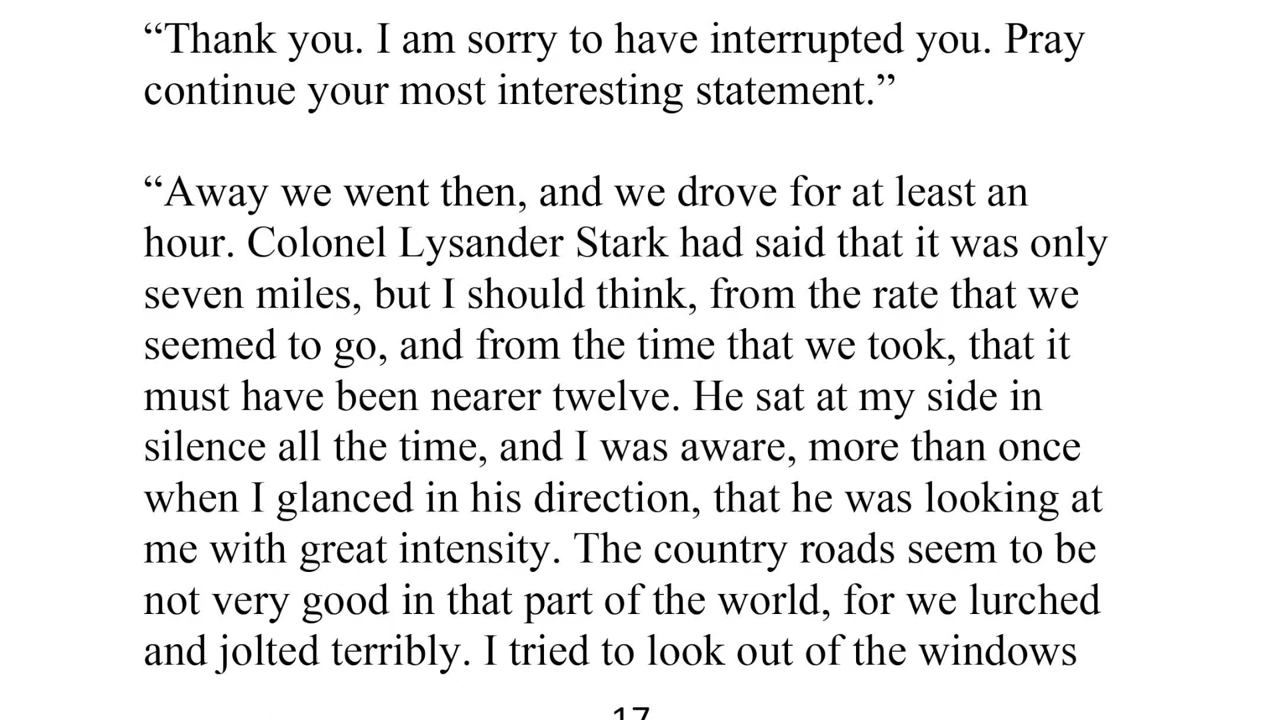 “Thank you. I am sorry to have interrupted you. Pray
continue your most interesting statement.”
“Away we went then, and we drove for at least an
hour. Colonel Lysander Stark had said that it was only
seven miles, but I should think, from the rate that we
seemed to go, and from the time that we took, that it
must have been nearer twelve. He sat at my side in
silence all the time, and I was aware, more than once
when I glanced in his direction, that he was looking at
me with great intensity. The country roads seem to be
not very good in that part of the world, for we lurched
and jolted terribly. I tried to look out of the windows
17